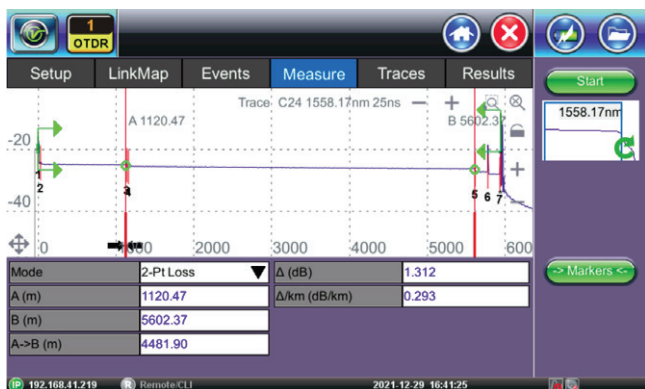 1
OTDR
Setup LinkMap Events Measure Traces Results
Start
Trace C24 1558.17nm 25ns
A 1120.47
B 5602.37
1558.17nm
-20
-40
1 2 3 4 5 6 7
0 2000 3000 4000 5000 600
Mode 2-Pt Loss Δ (dB) 1.312
-> Markers <-
A (m) 1120.47 Δ/km (dB/km) 0.293
B (m) 5602.37
A->B (m) 4481.90
IP 192.168.41.219 R Remote/CLI 2021-12-29 16:41:25